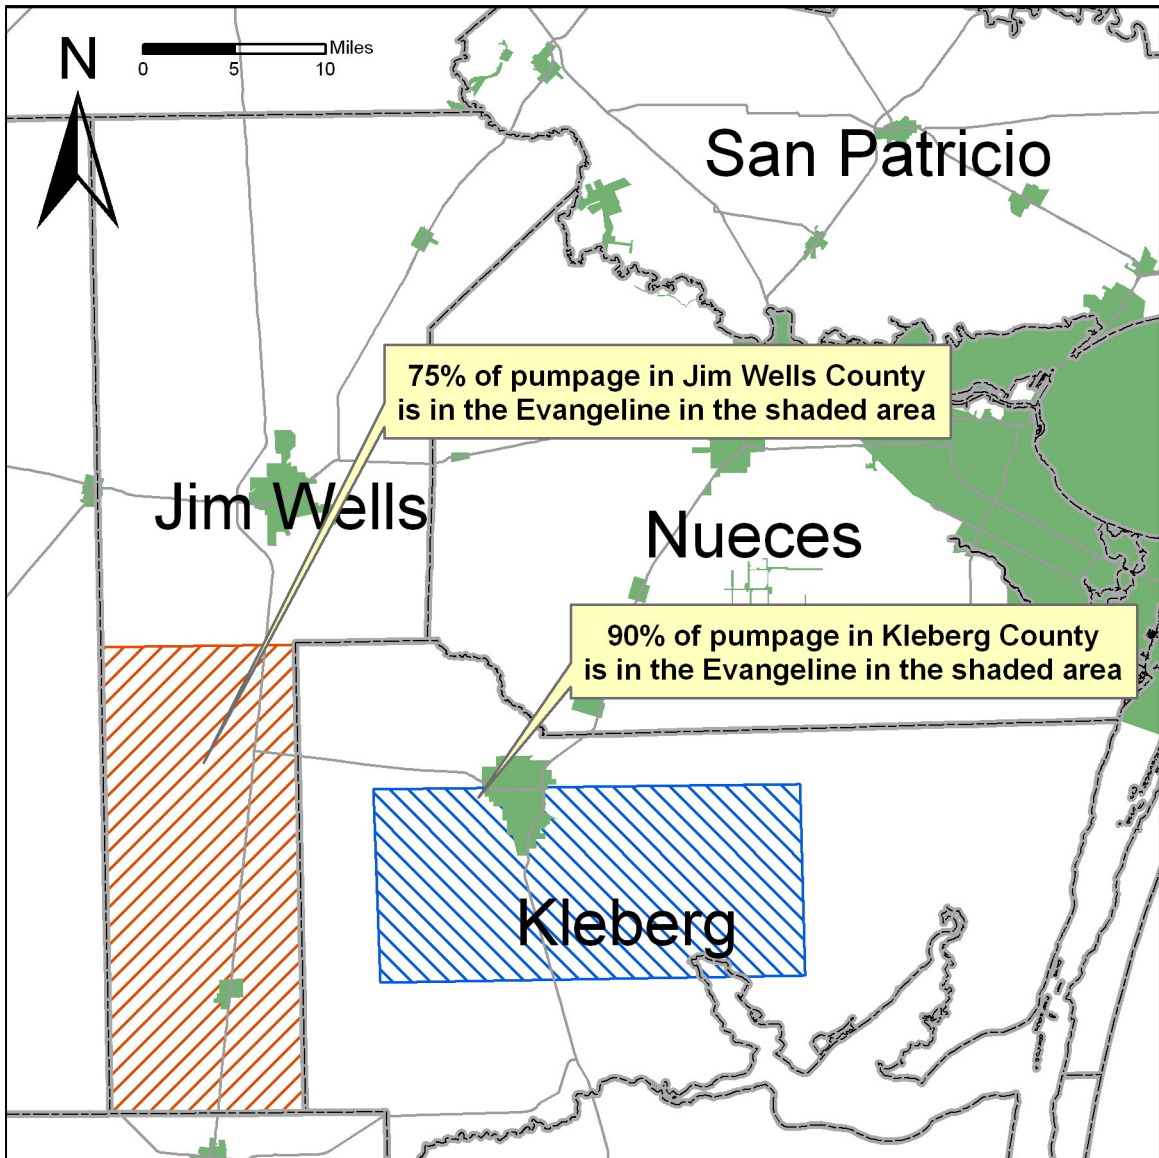 N
Miles
0 5 10
San Patricio
75% of pumpage in Jim Wells County
is in the Evangeline in the shaded area
Jim Wells
Nueces
90% of pumpage in Kleberg County
is in the Evangeline in the shaded area
Kleberg